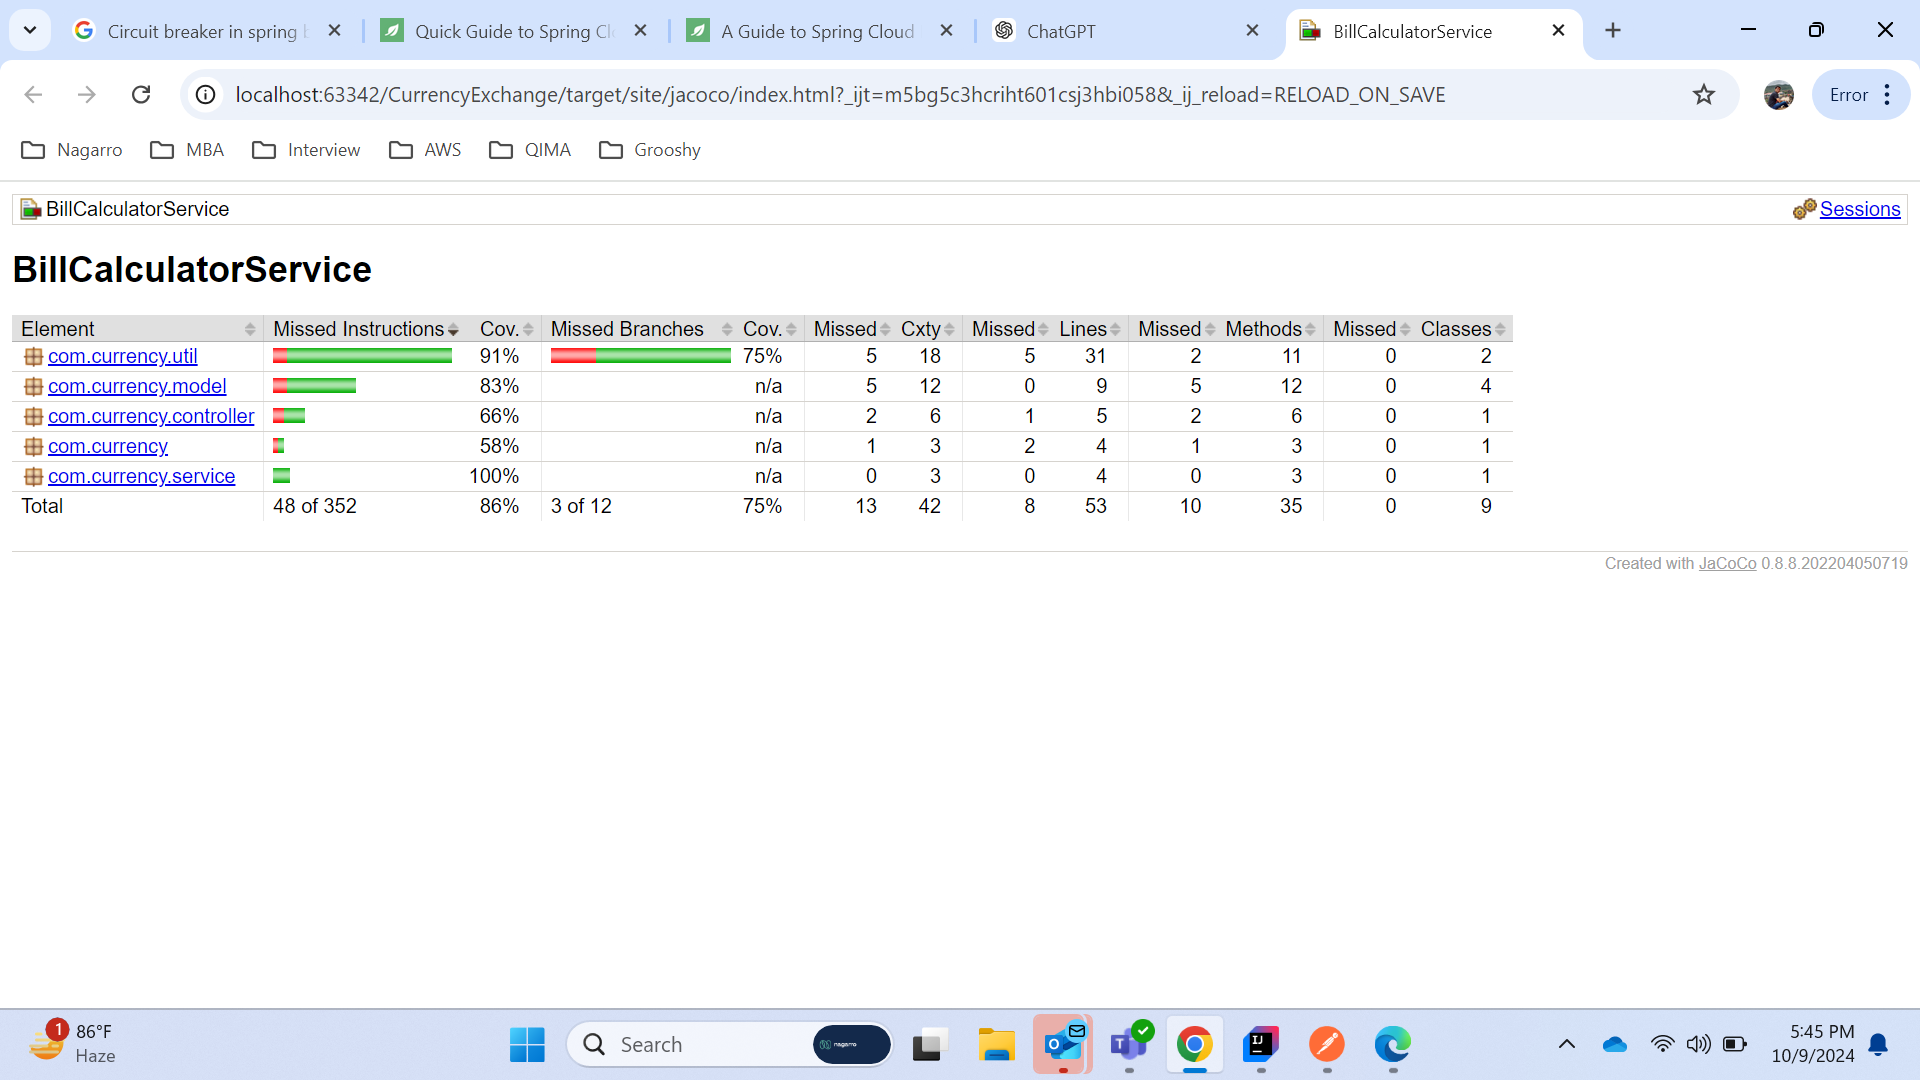 Circuit breaker in spring b
Quick Guide to Spring Cl
A Guide to Spring Cloud
ChatGPT
BillCalculatorService
localhost:63342/CurrencyExchange/target/site/jacoco/index.html?_ijt=m5bg5c3hcriht601csj3hbi058&_ij_reload=RELOAD_ON_SAVE
Error
Nagarro MBA Interview AWS QIMA Grooshy
BillCalculatorService
Sessions
BillCalculatorService
Element Missed Instructions Cov. Missed Branches Cov. Missed Cxty Missed Lines Missed Methods Missed Classes
com.currency.util 91% 75% 5 18 5 31 2 11 0 2
com.currency.model 83% n/a 5 12 0 9 5 12 0 4
com.currency.controller 66% n/a 2 6 1 5 2 6 0 1
com.currency 58% n/a 1 3 2 4 1 3 0 1
com.currency.service 100% n/a 0 3 0 4 0 3 0 1
Total 48 of 352 86% 3 of 12 75% 13 42 8 53 10 35 0 9
Created with JaCoCo 0.8.8.202204050719
1
86°F
Haze
Search
nagarro
5:45 PM
10/9/2024